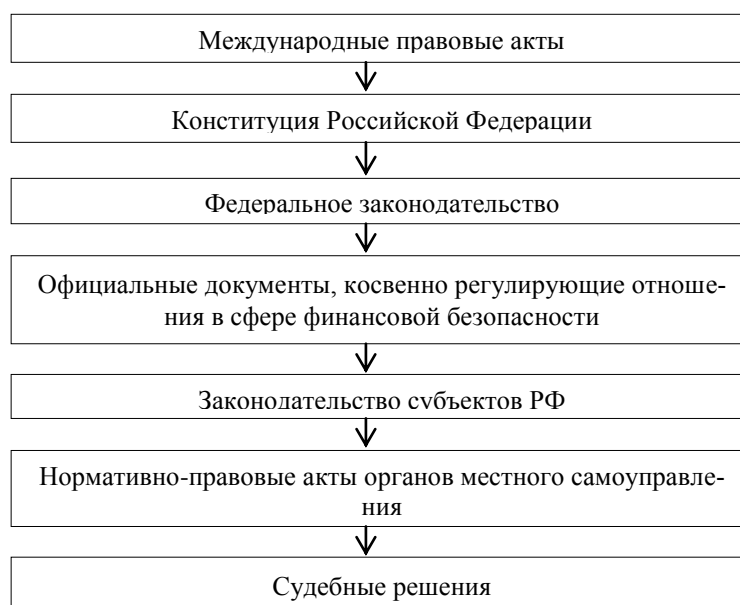 Международные правовые акты
Конституция Российской Федерации
Федеральное законодательство
Официальные документы, косвенно регулирующие отноше-
ния в сфере финансовой безопасности
Законодательство субъектов РФ
Нормативно-правовые акты органов местного самоуправле-
ния
Судебные решения